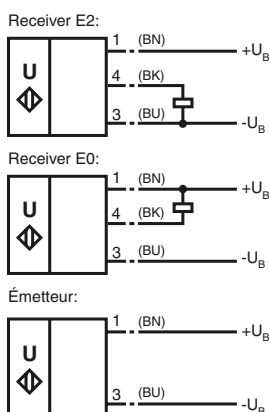 Receiver E2:
1 (BN) +UB
U
4 (BK)
3 (BU) -UB
Receiver E0:
1 (BN) +UB
U
4 (BK)
3 (BU) -UB
Émetteur:
1 (BN) +UB
U
3 (BU) -UB